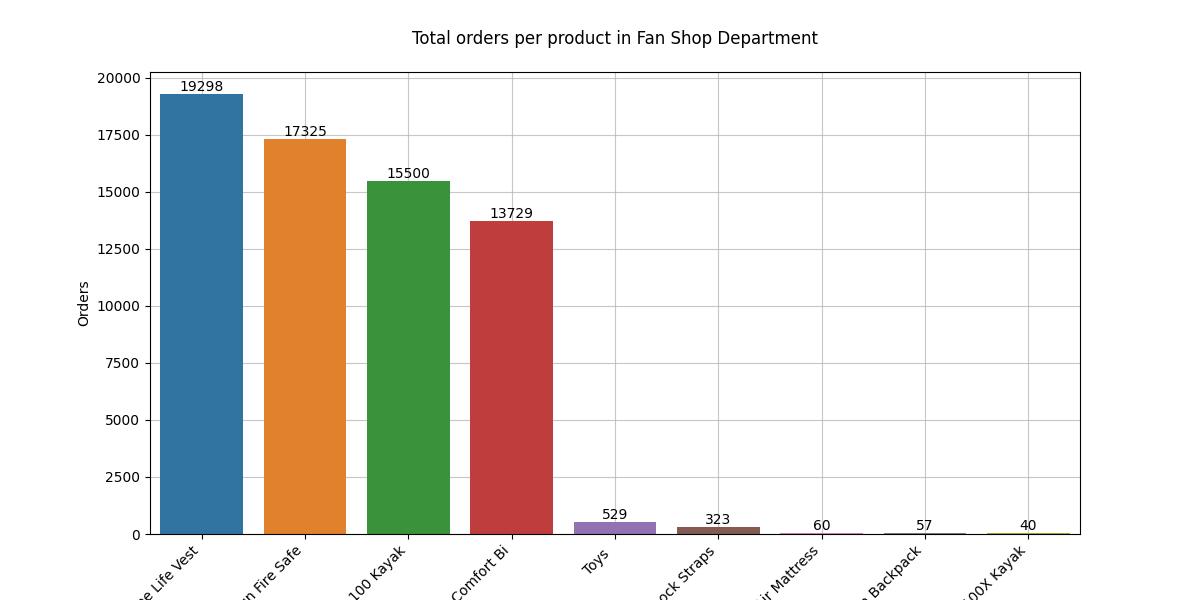 Total orders per product in Fan Shop Department
20000
17500
15000
12500
10000
7500
5000
2500
0
Orders
19298
17325
15500
13729
529
323
60
57
40
Life Vest
Fire Safe
100 Kayak
Comfort Bi
Toys
Straps
Mattress
Backpack
Kayak